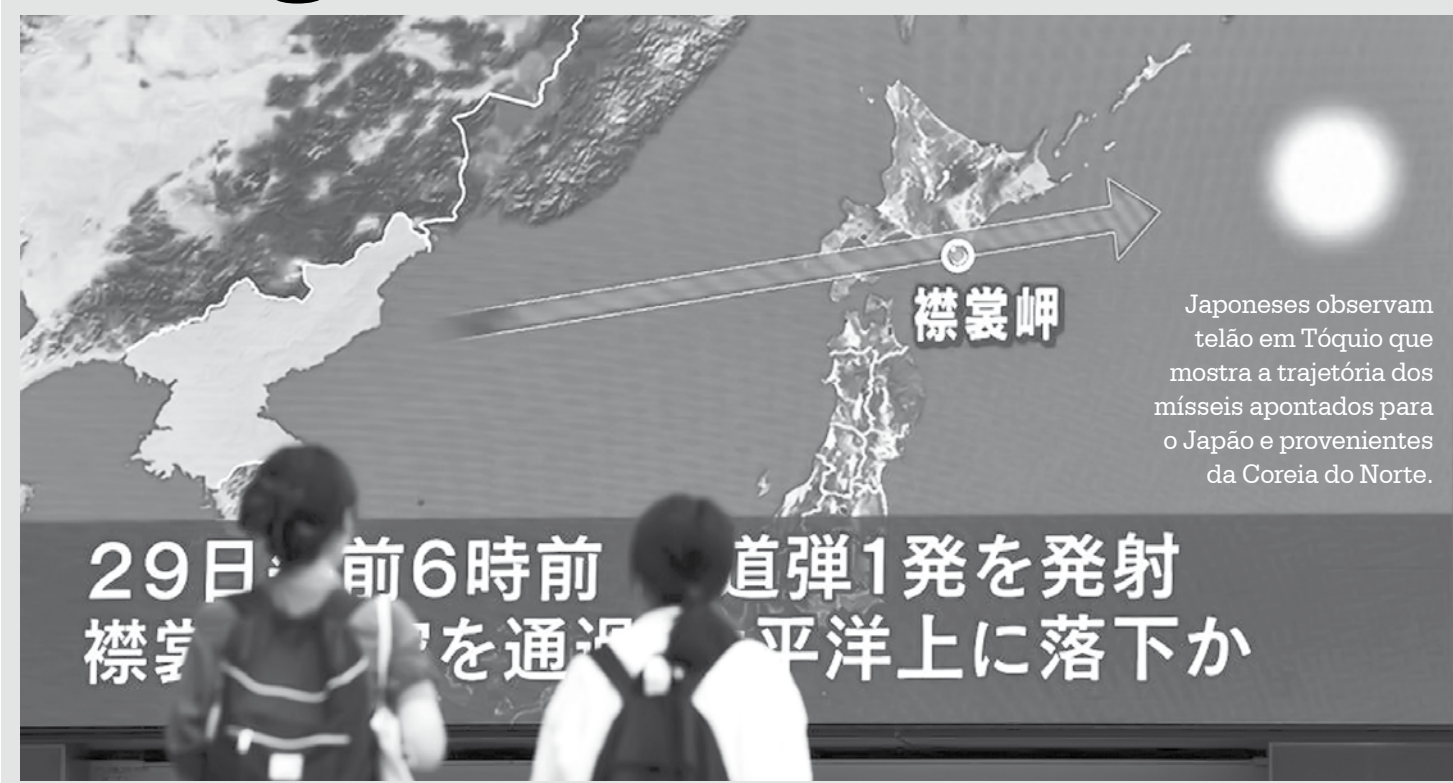 襟裳岬
Japoneses observam
telão em Tóquio que
mostra a trajetória dos
mísseis apontados para
o Japão e provenientes
da Coreia do Norte.
29日 前6時前 道弾1発を発射
襟裳 を通過 平洋上に落下か